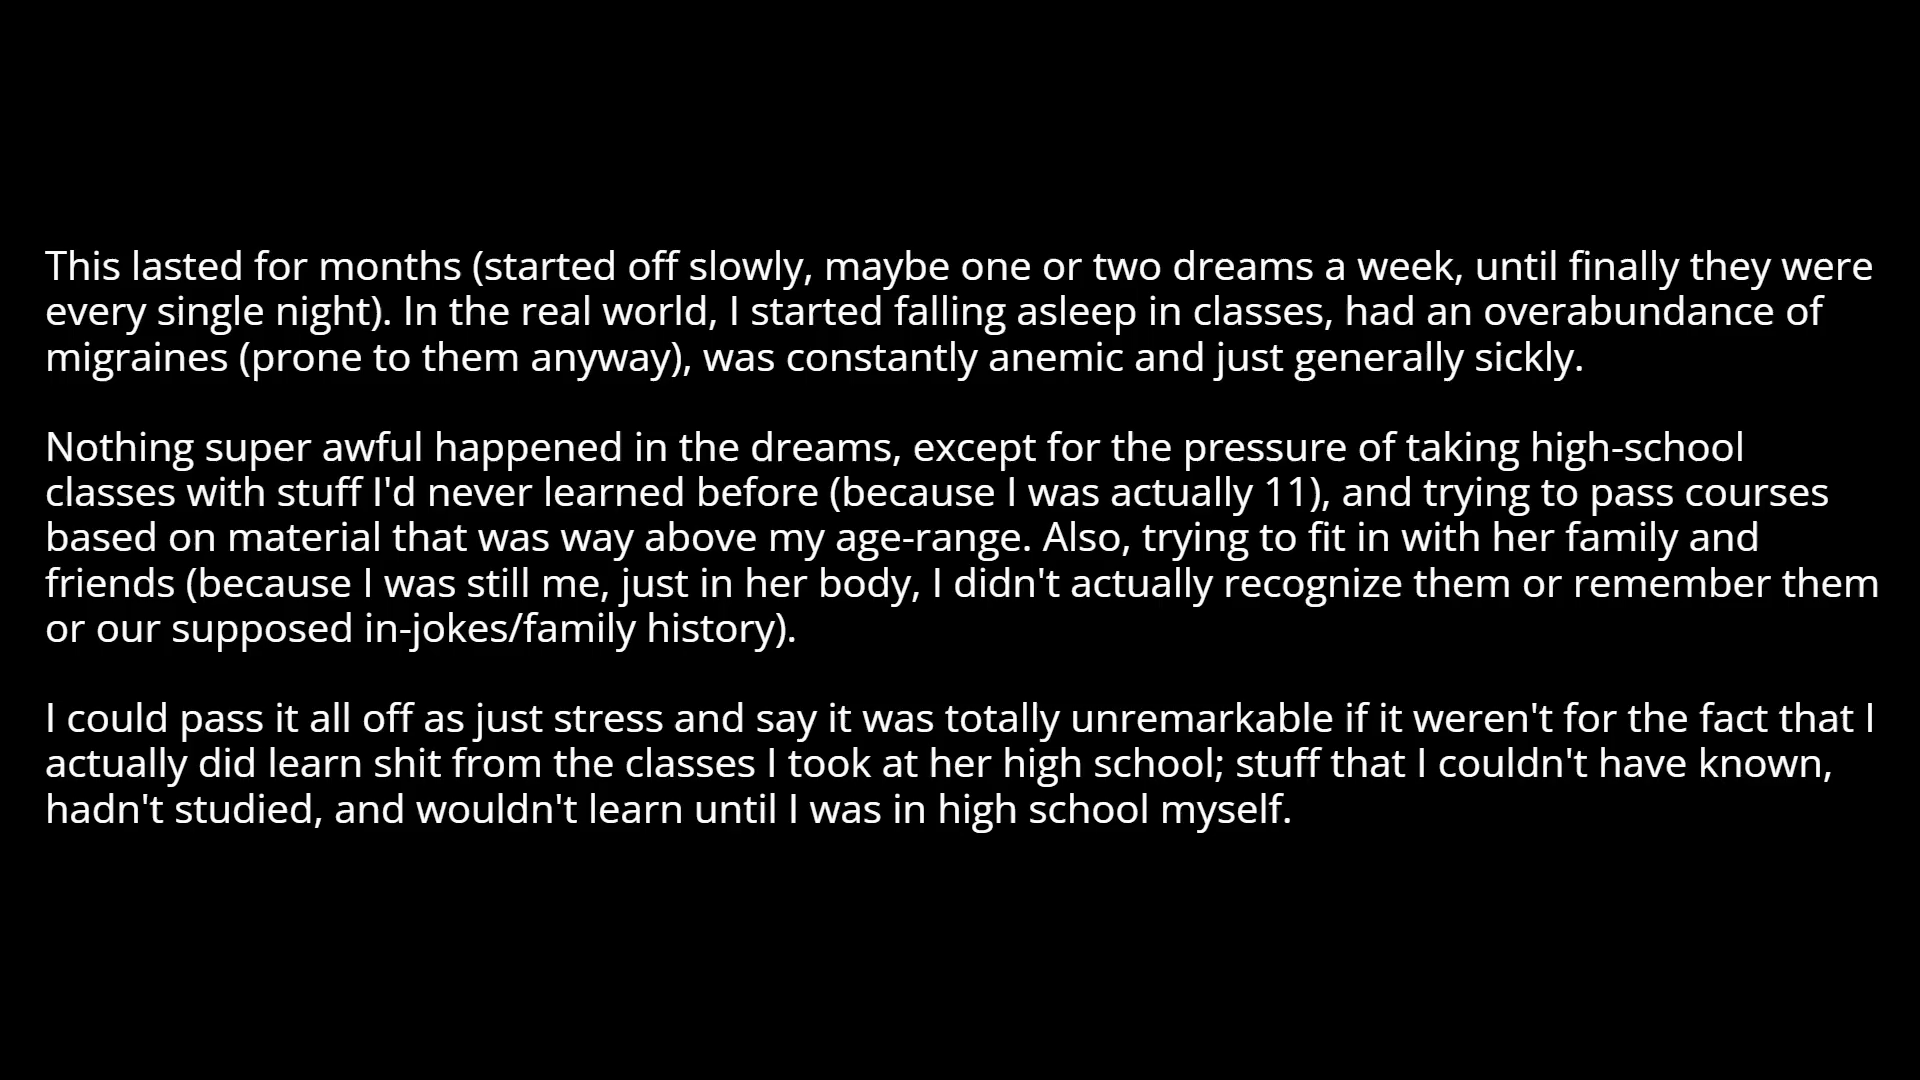 This lasted for months (started off slowly, maybe one or two dreams a week, until finally they were
every single night). In the real world, I started falling asleep in classes, had an overabundance of
migraines (prone to them anyway), was constantly anemic and just generally sickly.
Nothing super awful happened in the dreams, except for the pressure of taking high-school
classes with stuff I'd never learned before (because I was actually 11), and trying to pass courses
based on material that was way above my age-range. Also, trying to fit in with her family and
friends (because I was still me, just in her body, I didn't actually recognize them or remember them
or our supposed in-jokes/family history).
I could pass it all off as just stress and say it was totally unremarkable if it weren't for the fact that I
actually did learn shit from the classes I took at her high school; stuff that I couldn't have known,
hadn't studied, and wouldn't learn until I was in high school myself.